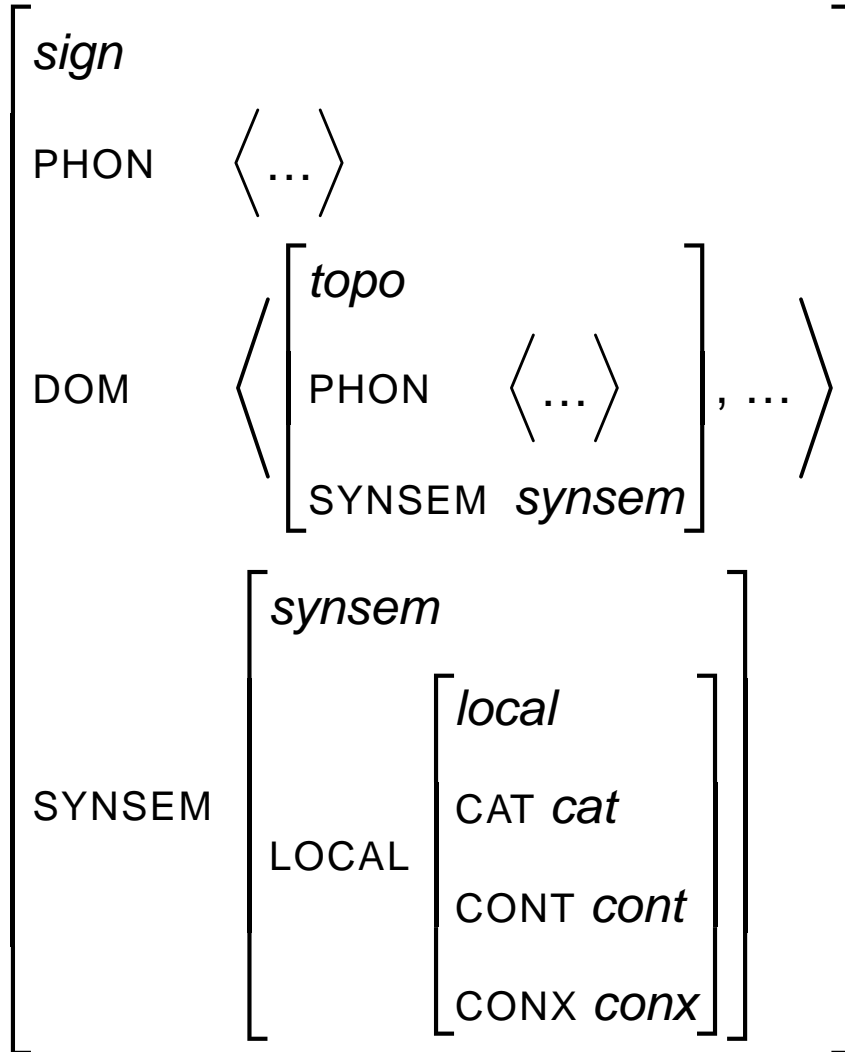 sign
PHON ⟨...⟩
topo
DOM ⟨ PHON ⟨...⟩ , ... ⟩
SYNSEM synsem
synsem
local
CAT cat
SYNSEM LOCAL
CONT cont
CONX conx